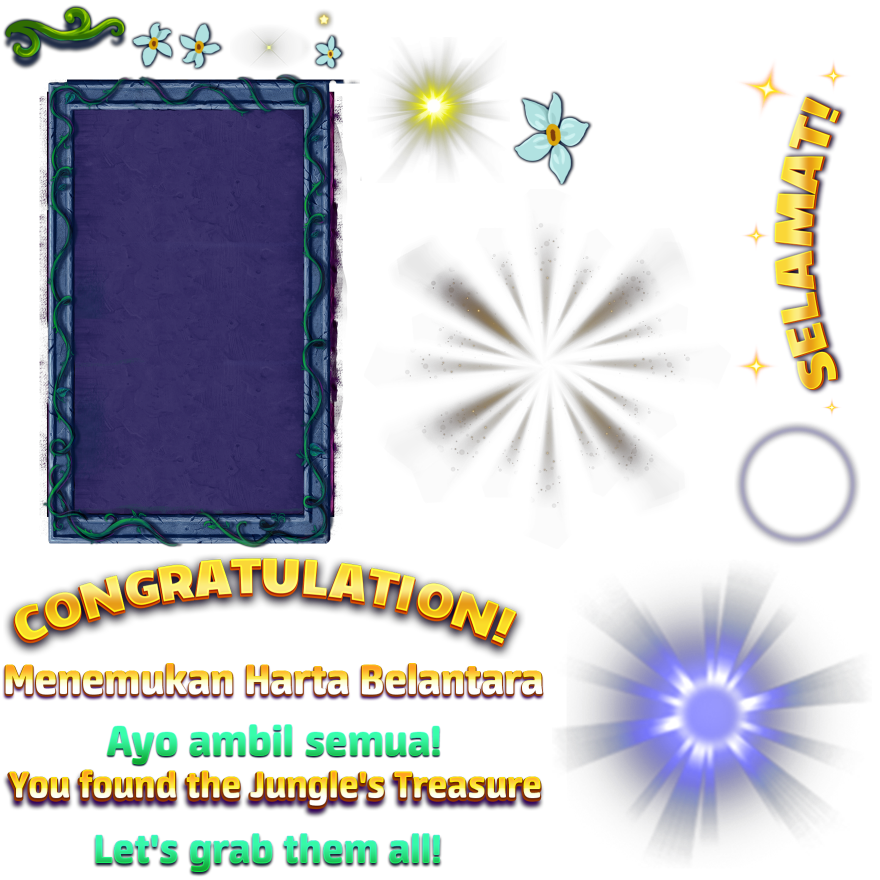 SELAMAT!
CONGRATULATION!
Menemukan Harta Belantara
Ayo ambil semua!
You found the Jungle's Treasure
Let's grab them all!